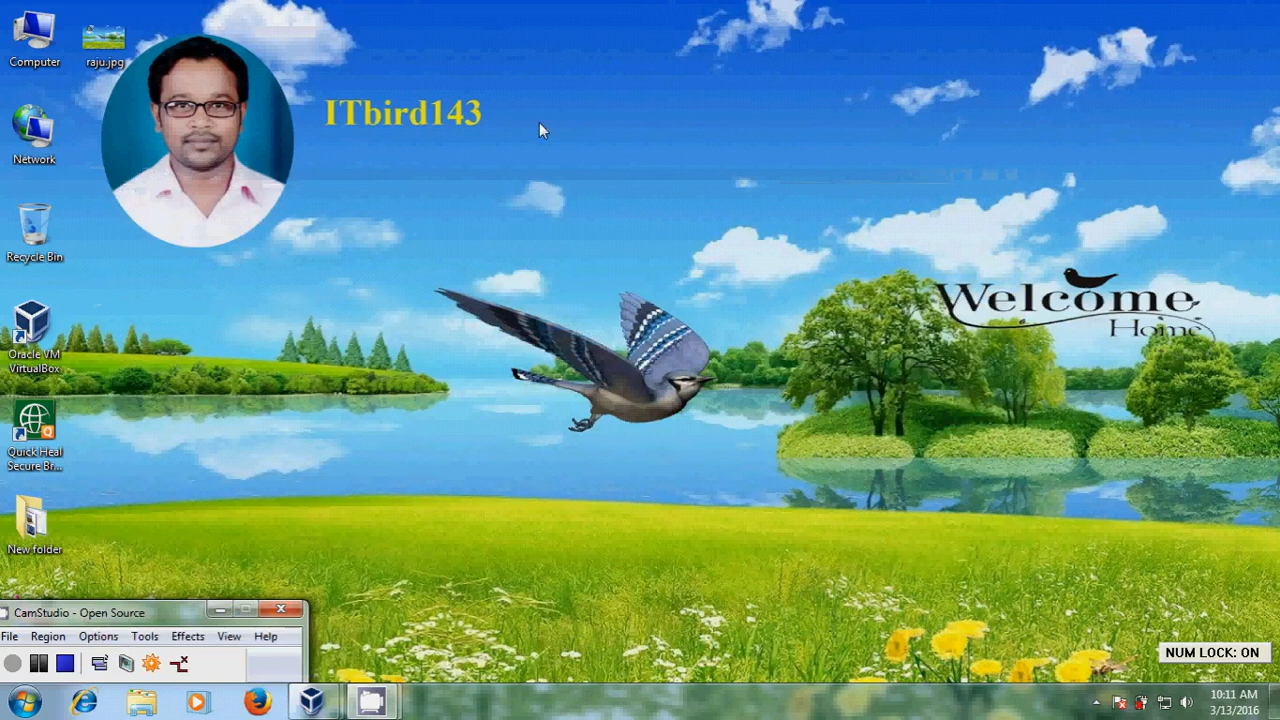 Computer
raju.jpg
ITbird143
Network
Recycle Bin
Welcome
Home
Oracle VM
VirtualBox
Quick Heal
Secure Br...
New folder
CamStudio - Open Source
File Region Options Tools Effects View Help
NUM LOCK: ON
10:11 AM
3/13/2016